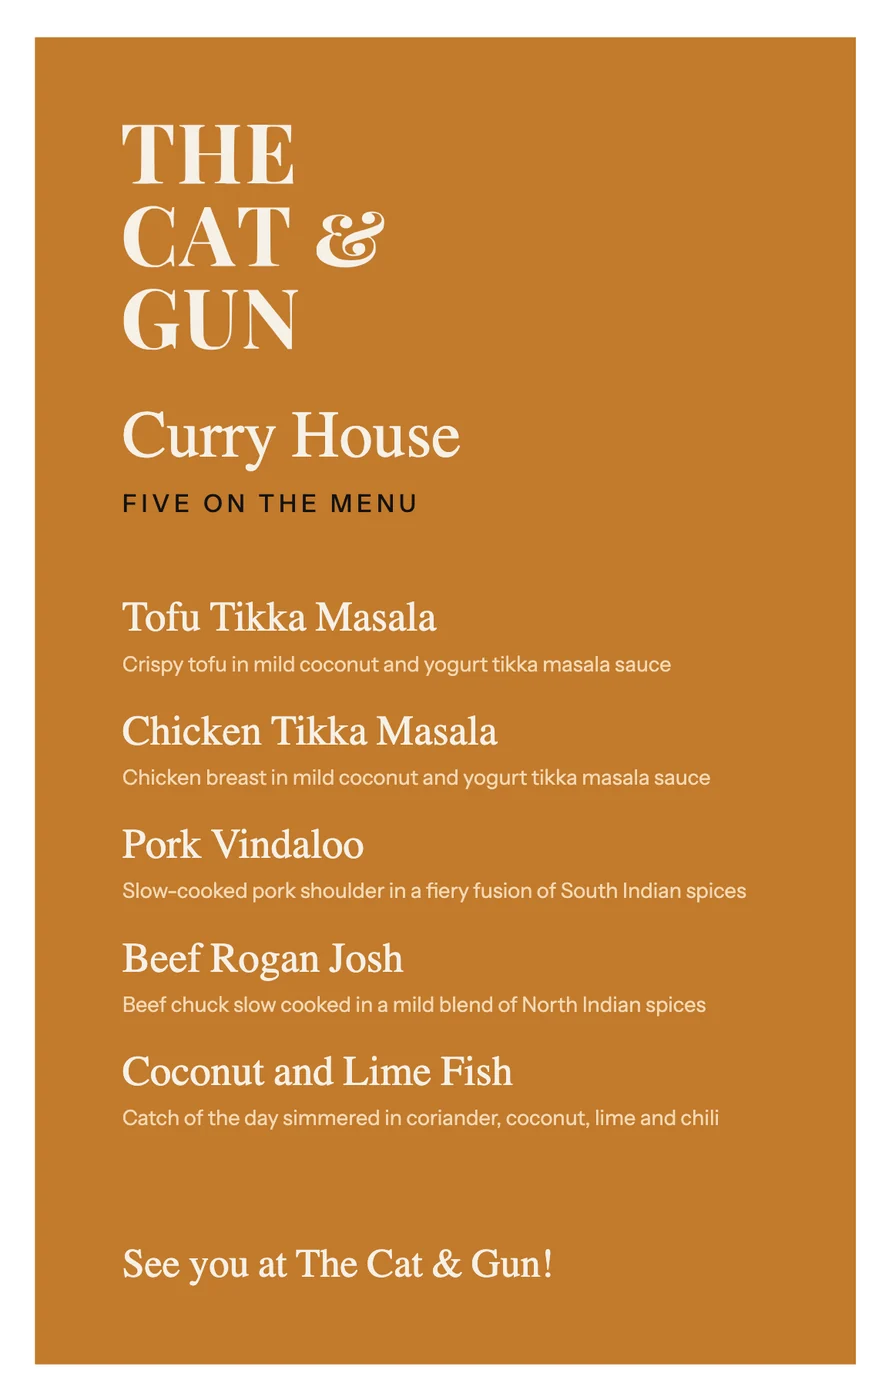 THE
CAT &
GUN
Curry House
FIVE ON THE MENU
Tofu Tikka Masala
Crispy tofu in mild coconut and yogurt tikka masala sauce
Chicken Tikka Masala
Chicken breast in mild coconut and yogurt tikka masala sauce
Pork Vindaloo
Slow-cooked pork shoulder in a fiery fusion of South Indian spices
Beef Rogan Josh
Beef chuck slow cooked in a mild blend of North Indian spices
Coconut and Lime Fish
Catch of the day simmered in coriander, coconut, lime and chili
See you at The Cat & Gun!